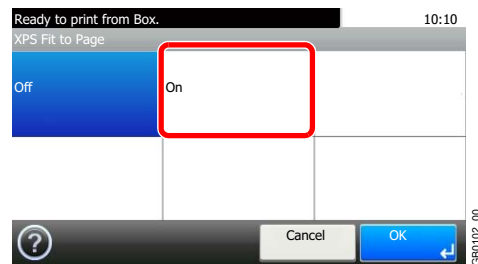 Ready to print from Box. 10:10
XPS Fit to Page
Off On
? Cancel OK
GB0102_00